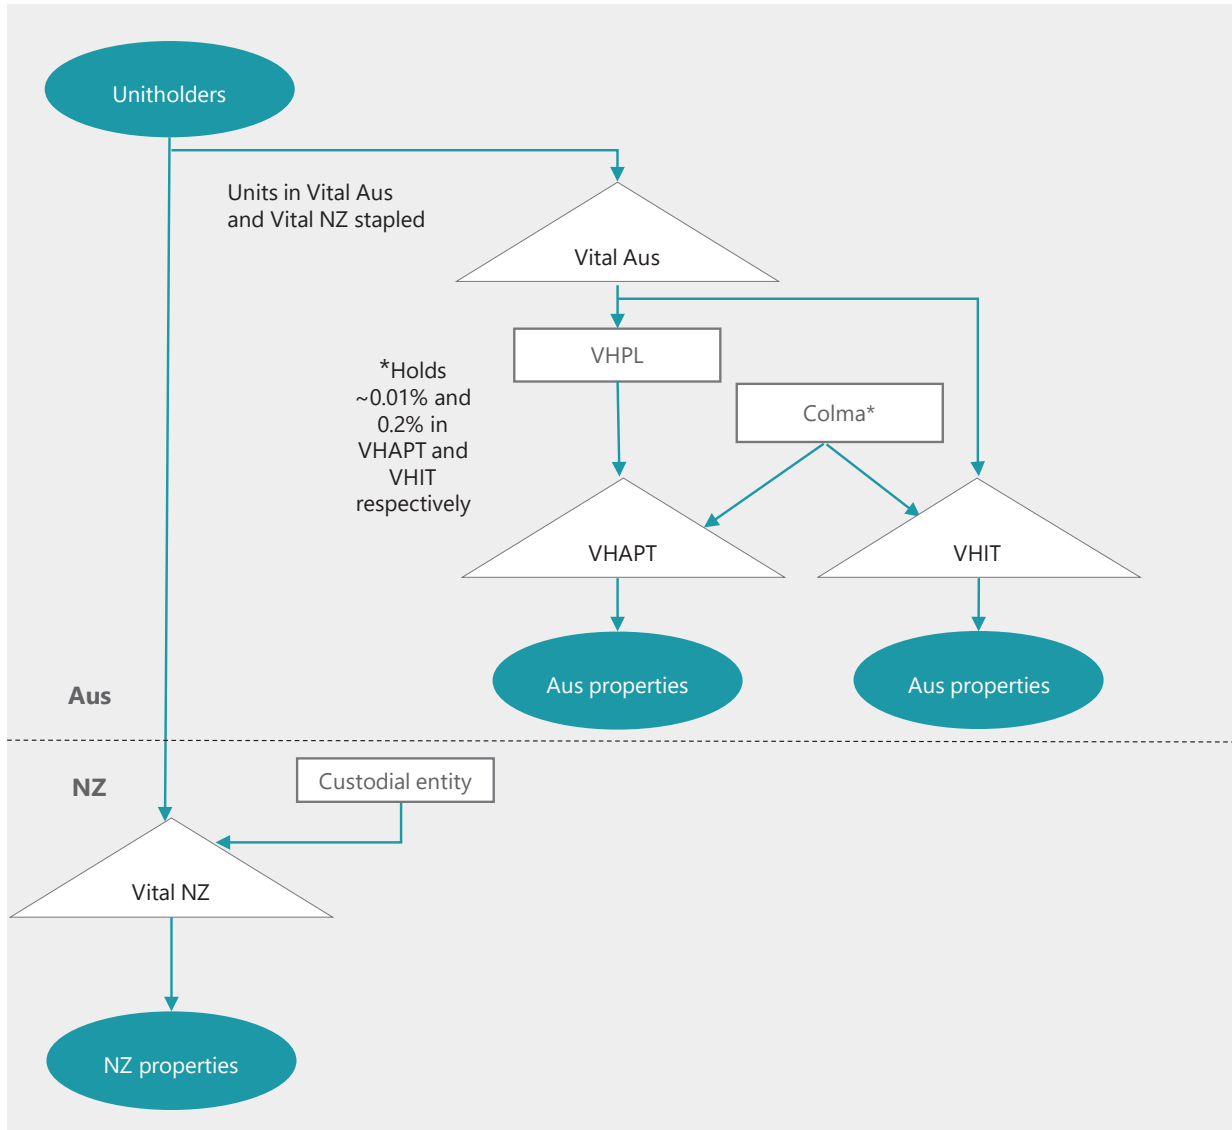 Unitholders
Units in Vital Aus
and Vital NZ stapled
Vital Aus
VHPL
*Holds
~0.01% and
0.2% in
VHAPT and
VHIT
respectively
Colma*
VHAPT
VHIT
Aus properties
Aus properties
Aus
NZ
Custodial entity
Vital NZ
NZ properties